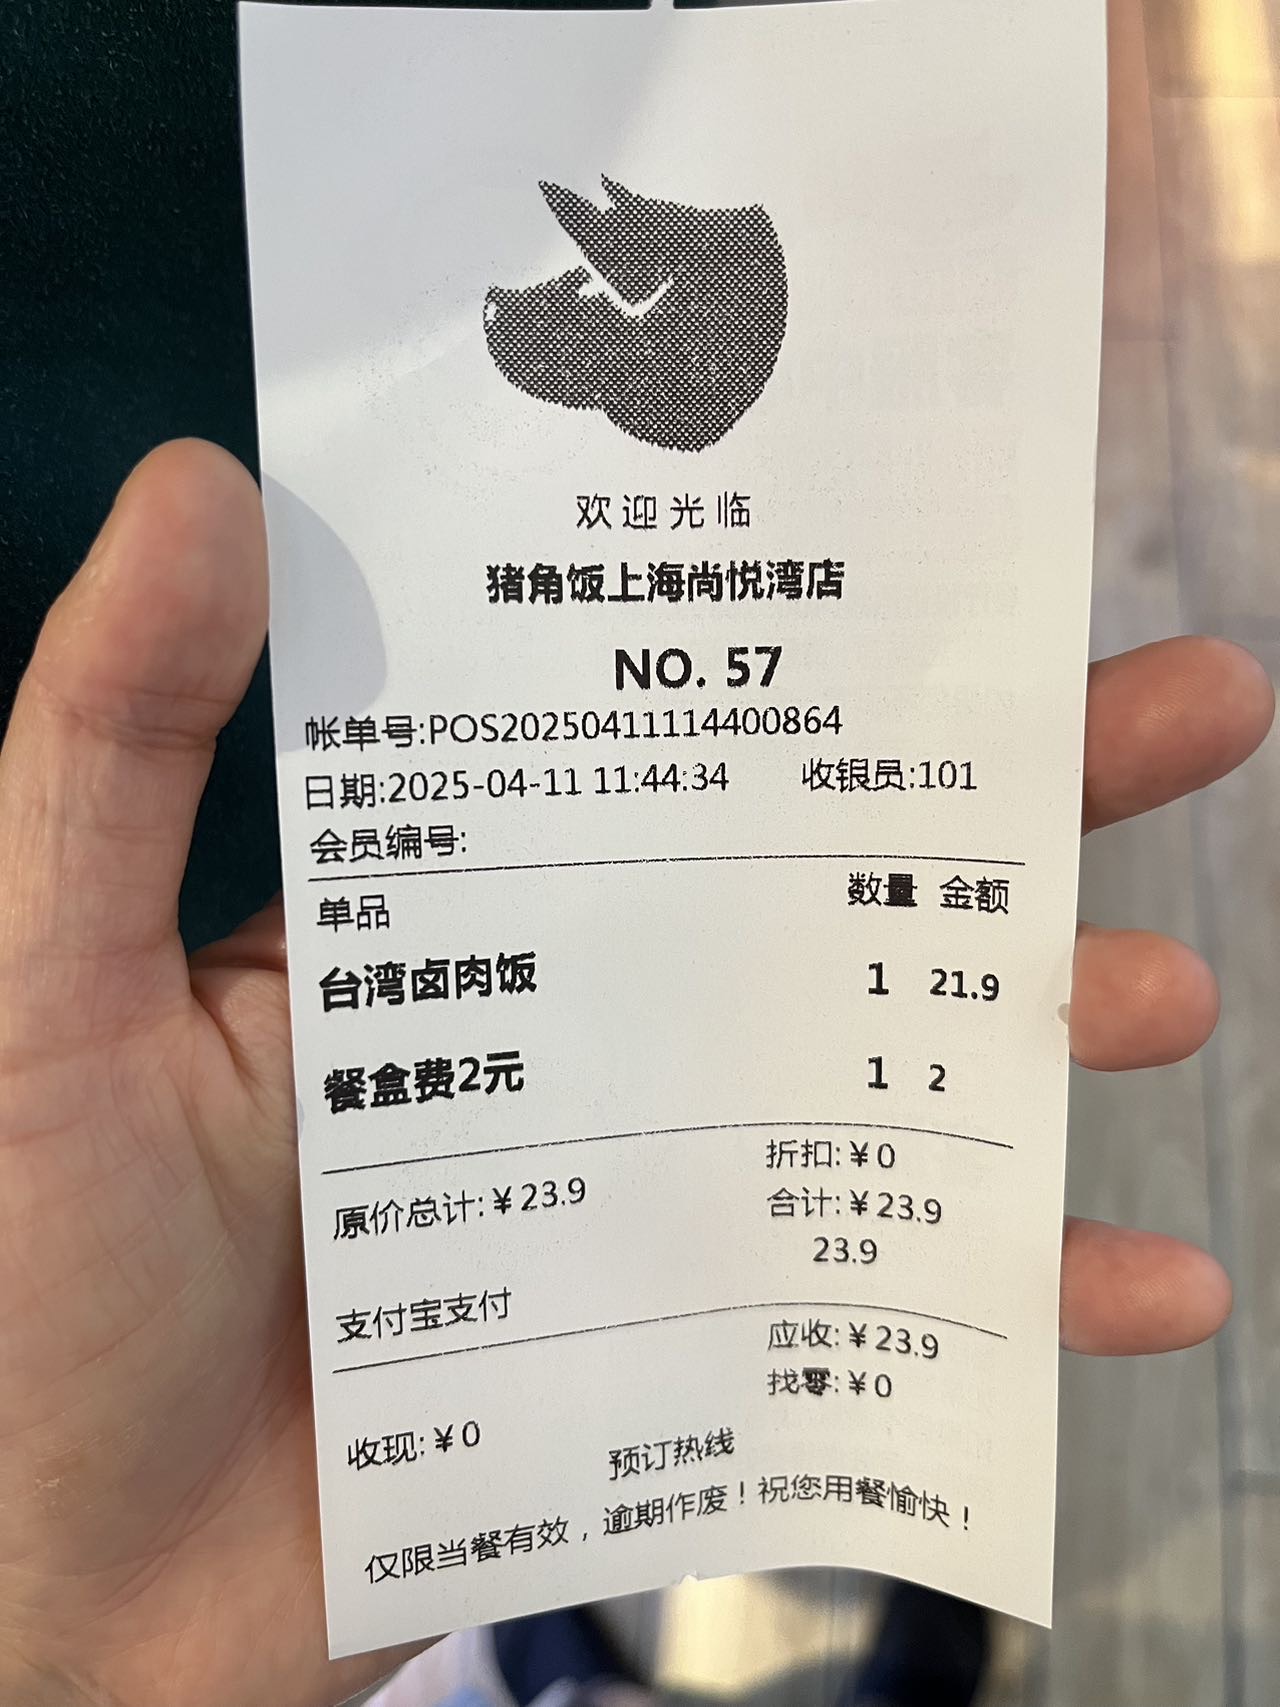 欢迎光临
猪角饭上海尚悦湾店
NO. 57
帐单号:POS20250411114400864
日期:2025-04-11 11:44:34 收银员:101
会员编号:
单品 数量 金额
台湾卤肉饭 1 21.9
餐盒费2元 1 2
折扣:￥0
原价总计:￥23.9 合计:￥23.9
23.9
支付宝支付
应收:￥23.9
找零:￥0
收现:￥0
预订热线
仅限当餐有效，逾期作废！祝您用餐愉快！